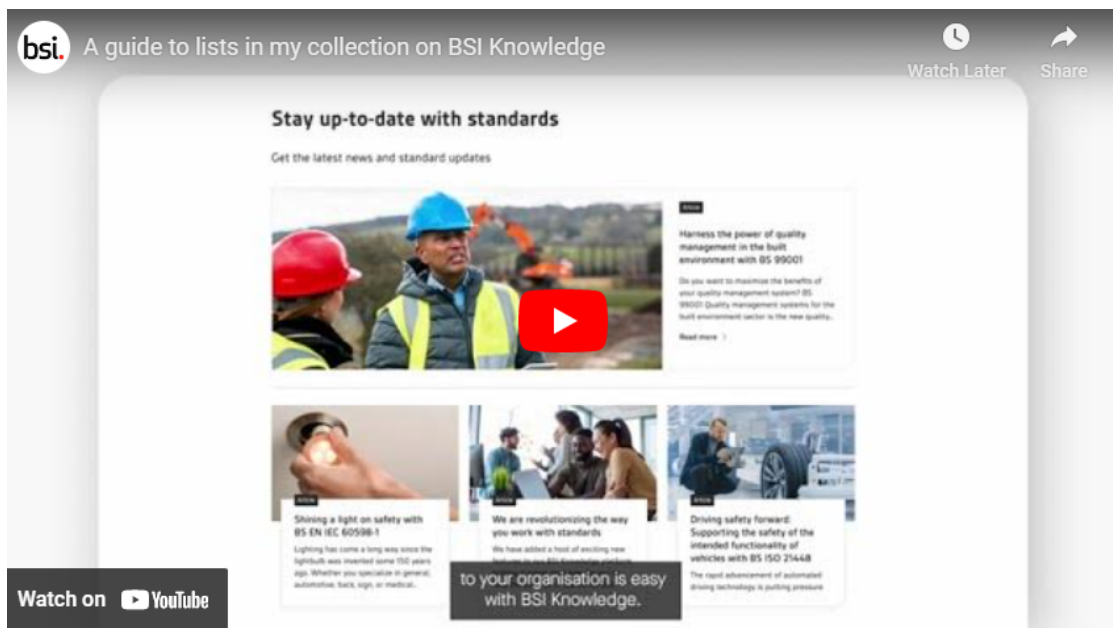 bsi.
A guide to lists in my collection on BSI Knowledge
Watch Later
Share
Stay up-to-date with standards
Get the latest news and standard updates
Article
Harness the power of quality
management in the built
environment with BS 99001
Do you want to maximise the benefits of
your quality management system? BS
99001 Quality management systems for the
built environment sector is the new quality..
Read more
Article
Shining a light on safety with
BS EN IEC 60598-1
Lighting has come a long way since the
lightbulb was invented some 150 years
ago. Whether you specialize in general,
automotive, back, sign, or medical..
Article
We are revolutionizing the way
you work with standards
We have added a host of exciting new
Article
Driving safety forward:
Supporting the safety of the
intended functionality of
vehicles with BS ISO 21448
The rapid advancement of automated
driving technology is putting pressure
to your organisation is easy
with BSI Knowledge.
Watch on YouTube